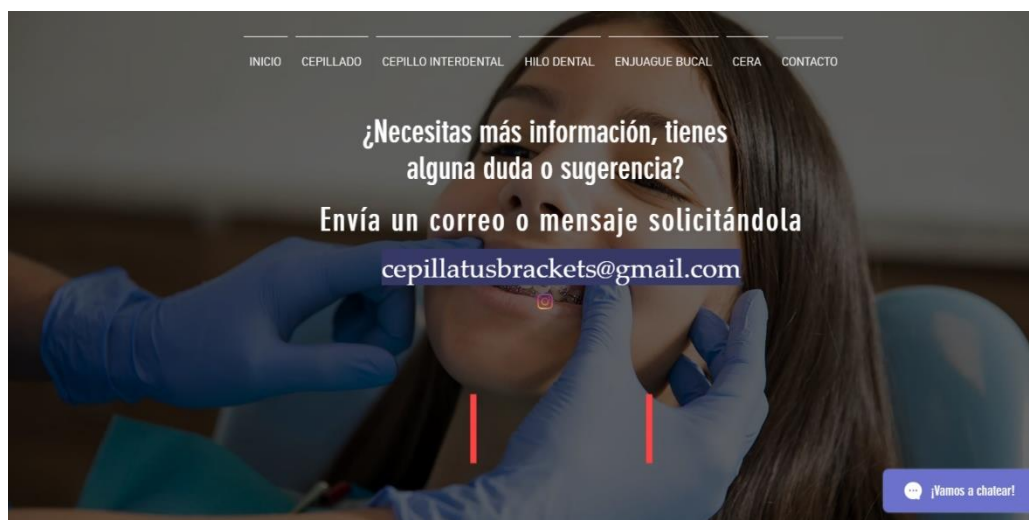 INICIO CEPILLADO CEPILLO INTERDENTAL HILO DENTAL ENJUAGUE BUCAL CERA CONTACTO
¿Necesitas más información, tienes
alguna duda o sugerencia?
Envía un correo o mensaje solicitándola
cepillatusbrackets@gmail.com
¡Vamos a chatear!